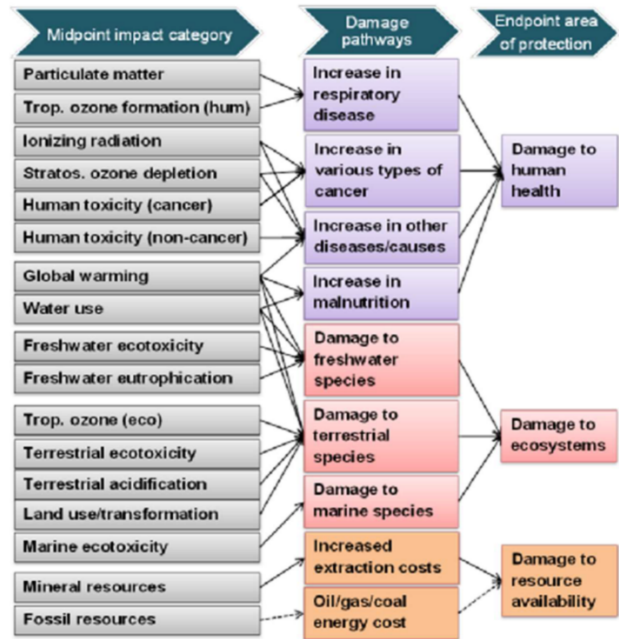 Midpoint impact category
Damage
pathways
Endpoint area
of protection
Particulate matter
Trop. ozone formation (hum)
Ionizing radiation
Stratos. ozone depletion
Human toxicity (cancer)
Human toxicity (non-cancer)
Global warming
Water use
Freshwater ecotoxicity
Freshwater eutrophication
Trop. ozone (eco)
Terrestrial ecotoxicity
Terrestrial acidification
Land use/transformation
Marine ecotoxicity
Mineral resources
Fossil resources
Increase in
respiratory
disease
Increase in
various types of
cancer
Increase in other
diseases/causes
Increase in
malnutrition
Damage to
freshwater
species
Damage to
terrestrial
species
Damage to
marine species
Increased
extraction costs
Oil/gas/coal
energy cost
Damage to
human
health
Damage to
ecosystems
Damage to
resource
availability